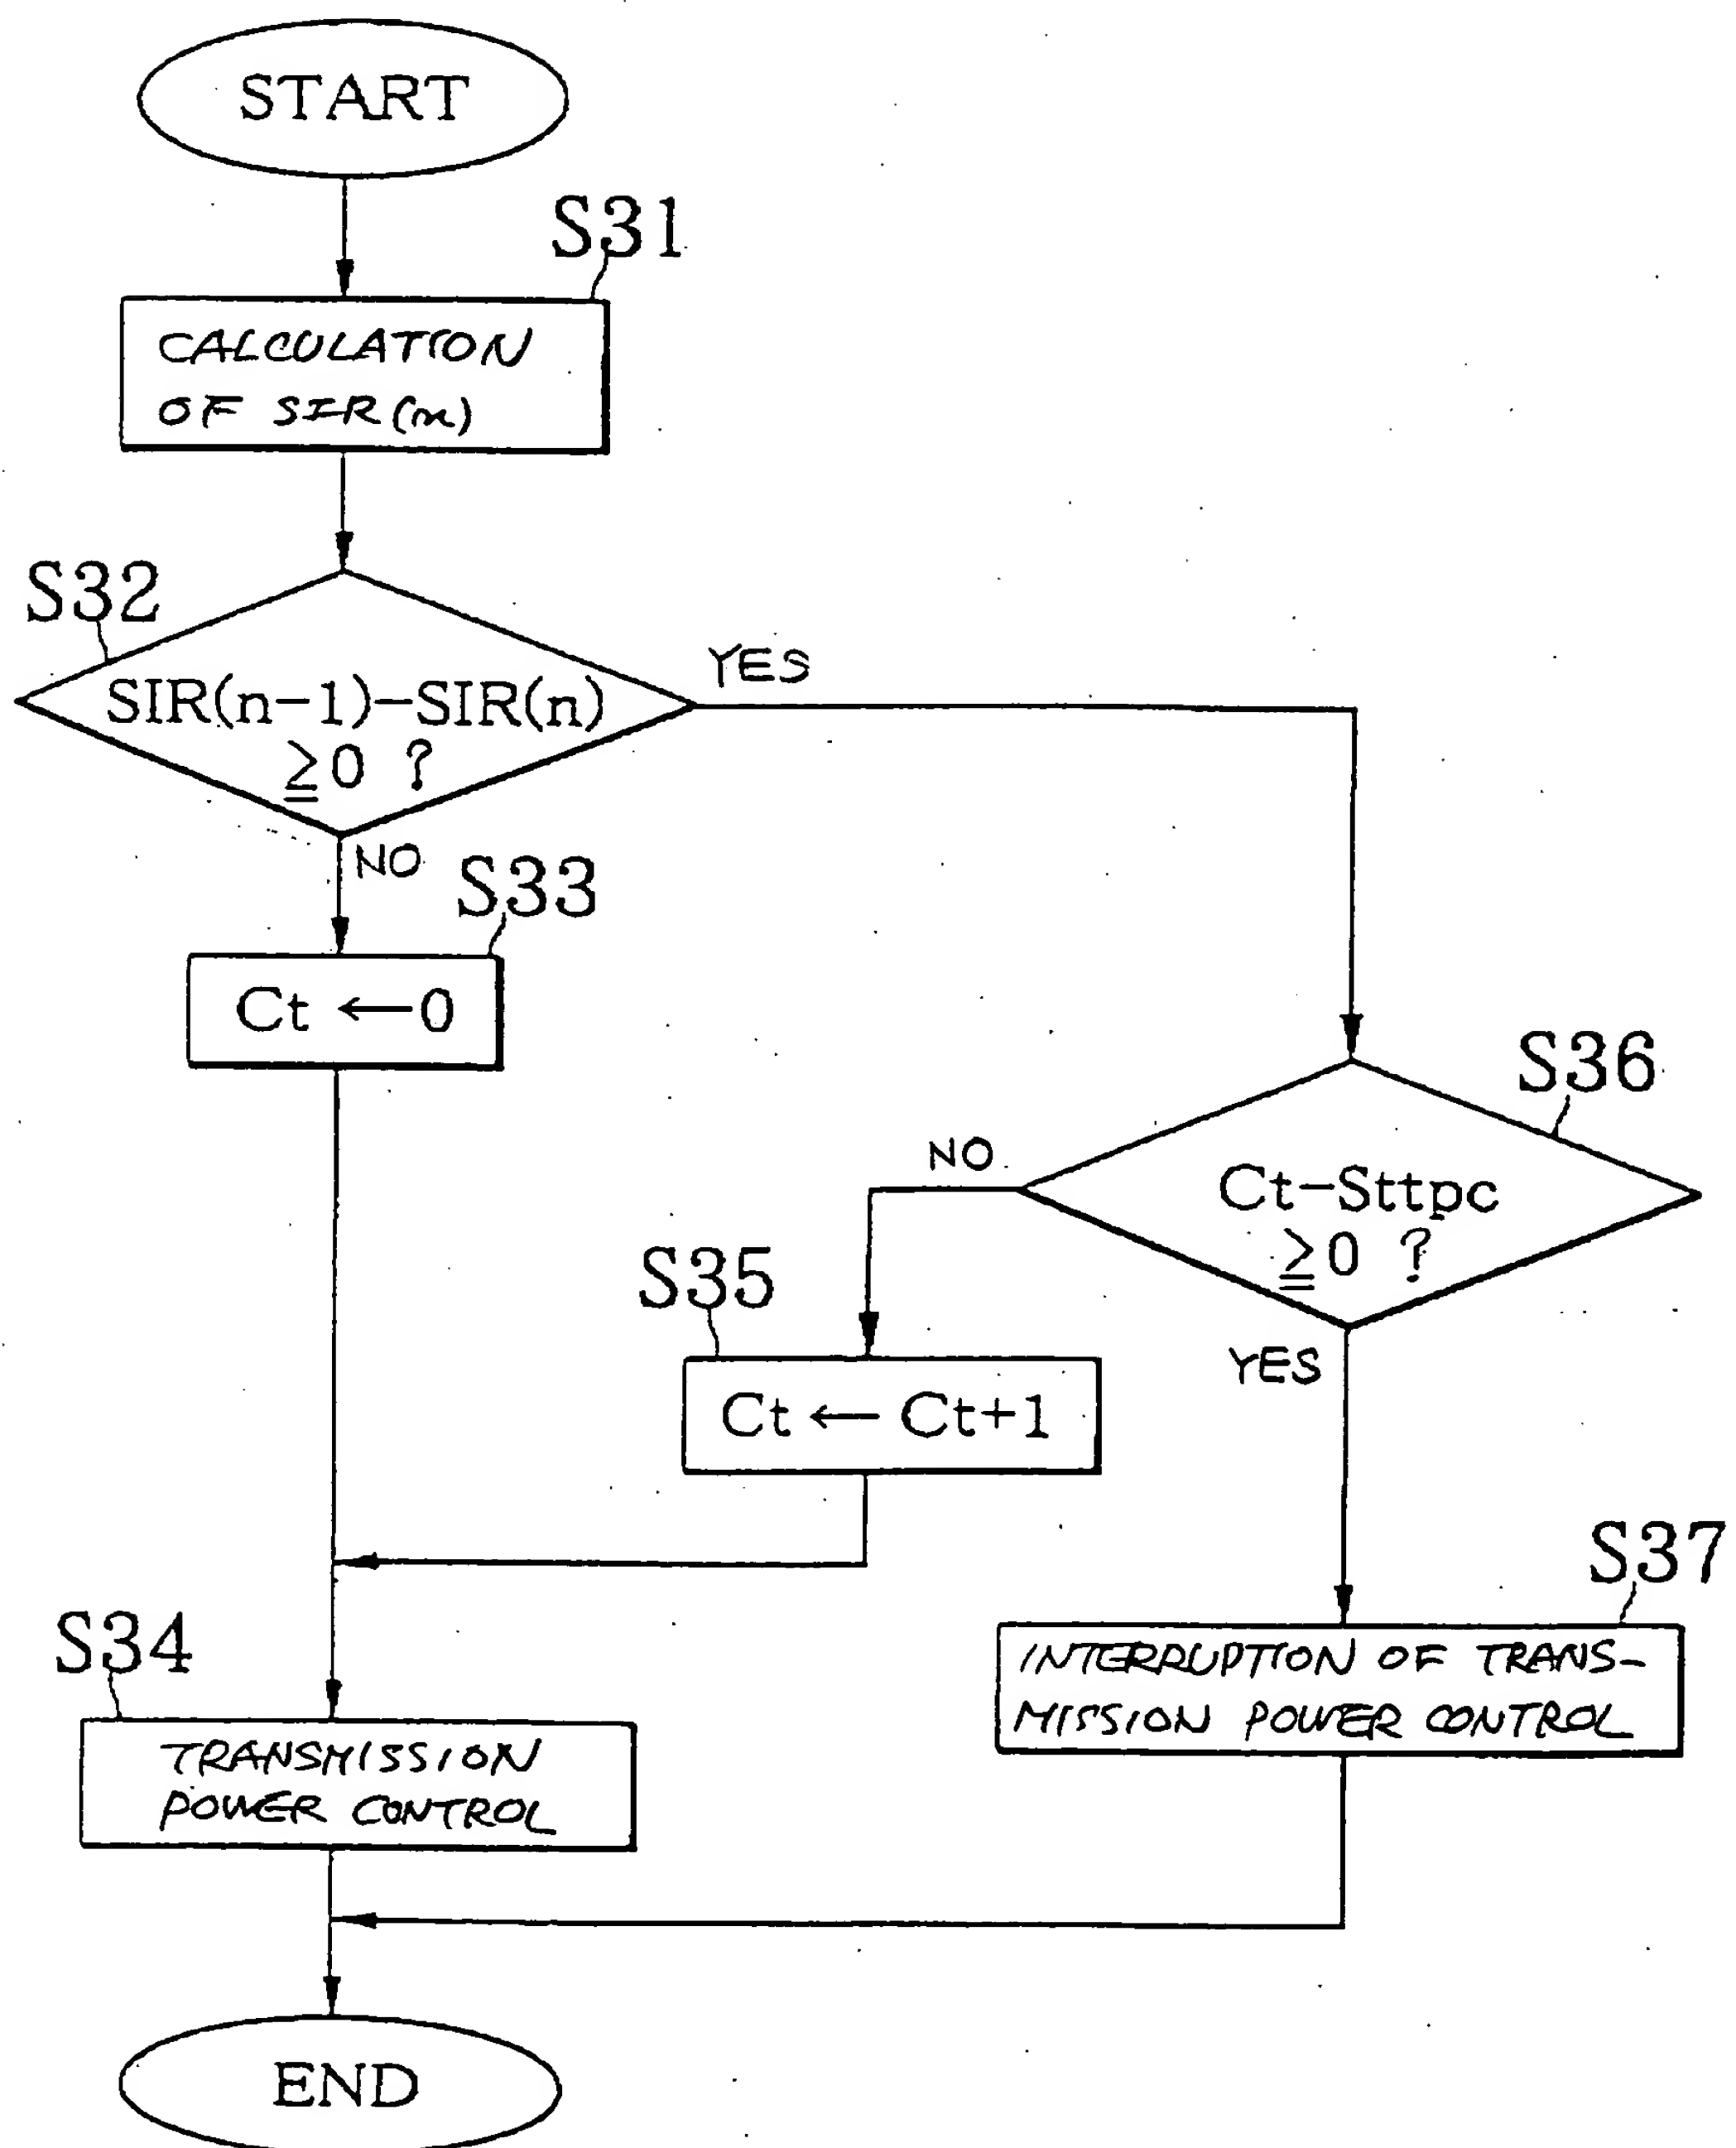 START
S31
CALCULATION
OF SIR(n)
S32
SIR(n-1)-SIR(n)
≧0 ?
YES
NO
S33
Ct ←0
S36
Ct-Sttpc
≧0 ?
NO
YES
S35
Ct ← Ct+1
S37
INTERRUPTION OF TRANS-
MISSION POWER CONTROL
S34
TRANSMISSION
POWER CONTROL
END